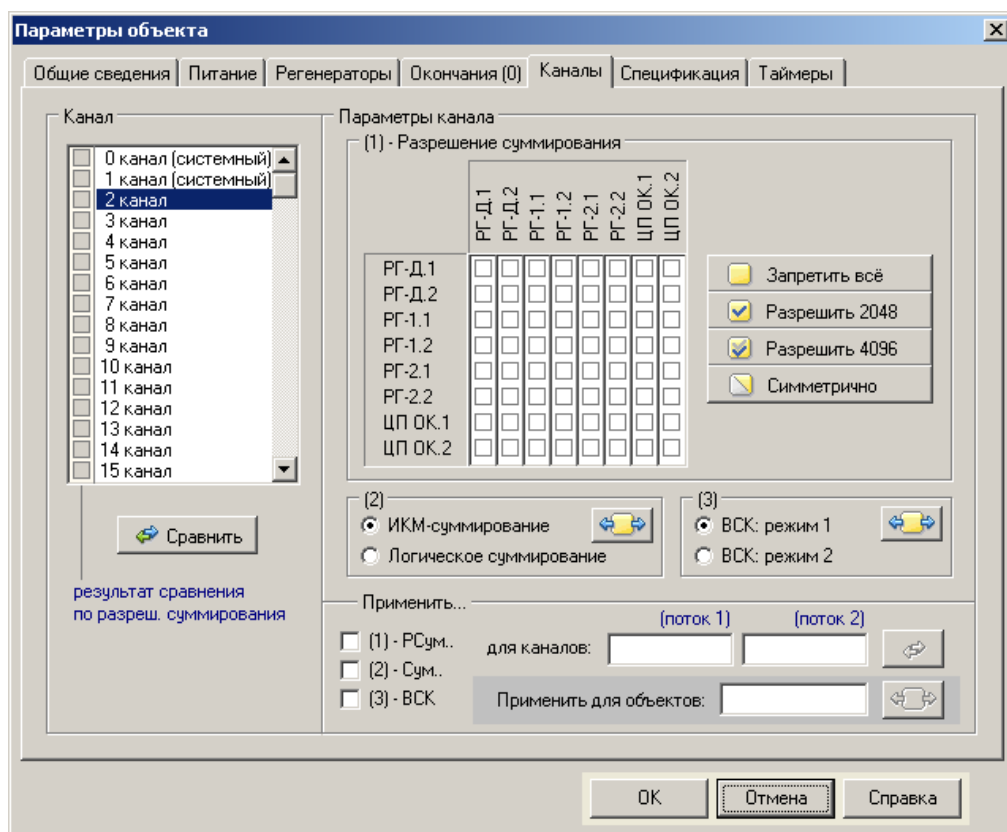 Параметры объекта
Общие сведения Питание Регенераторы Окончания (0) Каналы Спецификация Таймеры
Канал
0 канал (системный)
1 канал (системный)
2 канал
3 канал
4 канал
5 канал
6 канал
7 канал
8 канал
9 канал
10 канал
11 канал
12 канал
13 канал
14 канал
15 канал
Сравнить
результат сравнения
по разреш. суммирования
Параметры канала
(1) - Разрешение суммирования
РГ-Д.1 РГ-Д.2 РГ-1.1 РГ-1.2 РГ-2.1 РГ-2.2 ЦП ОК.1 ЦП ОК.2
РГ-Д.1
РГ-Д.2
РГ-1.1
РГ-1.2
РГ-2.1
РГ-2.2
ЦП ОК.1
ЦП ОК.2
Запретить всё
Разрешить 2048
Разрешить 4096
Симметрично
(2)
ИКМ-суммирование
Логическое суммирование
(3)
ВСК: режим 1
ВСК: режим 2
Применить...
(1) - РСум..
(2) - Сум..
(3) - ВСК
(поток 1) (поток 2)
для каналов:
Применить для объектов:
OK Отмена Справка